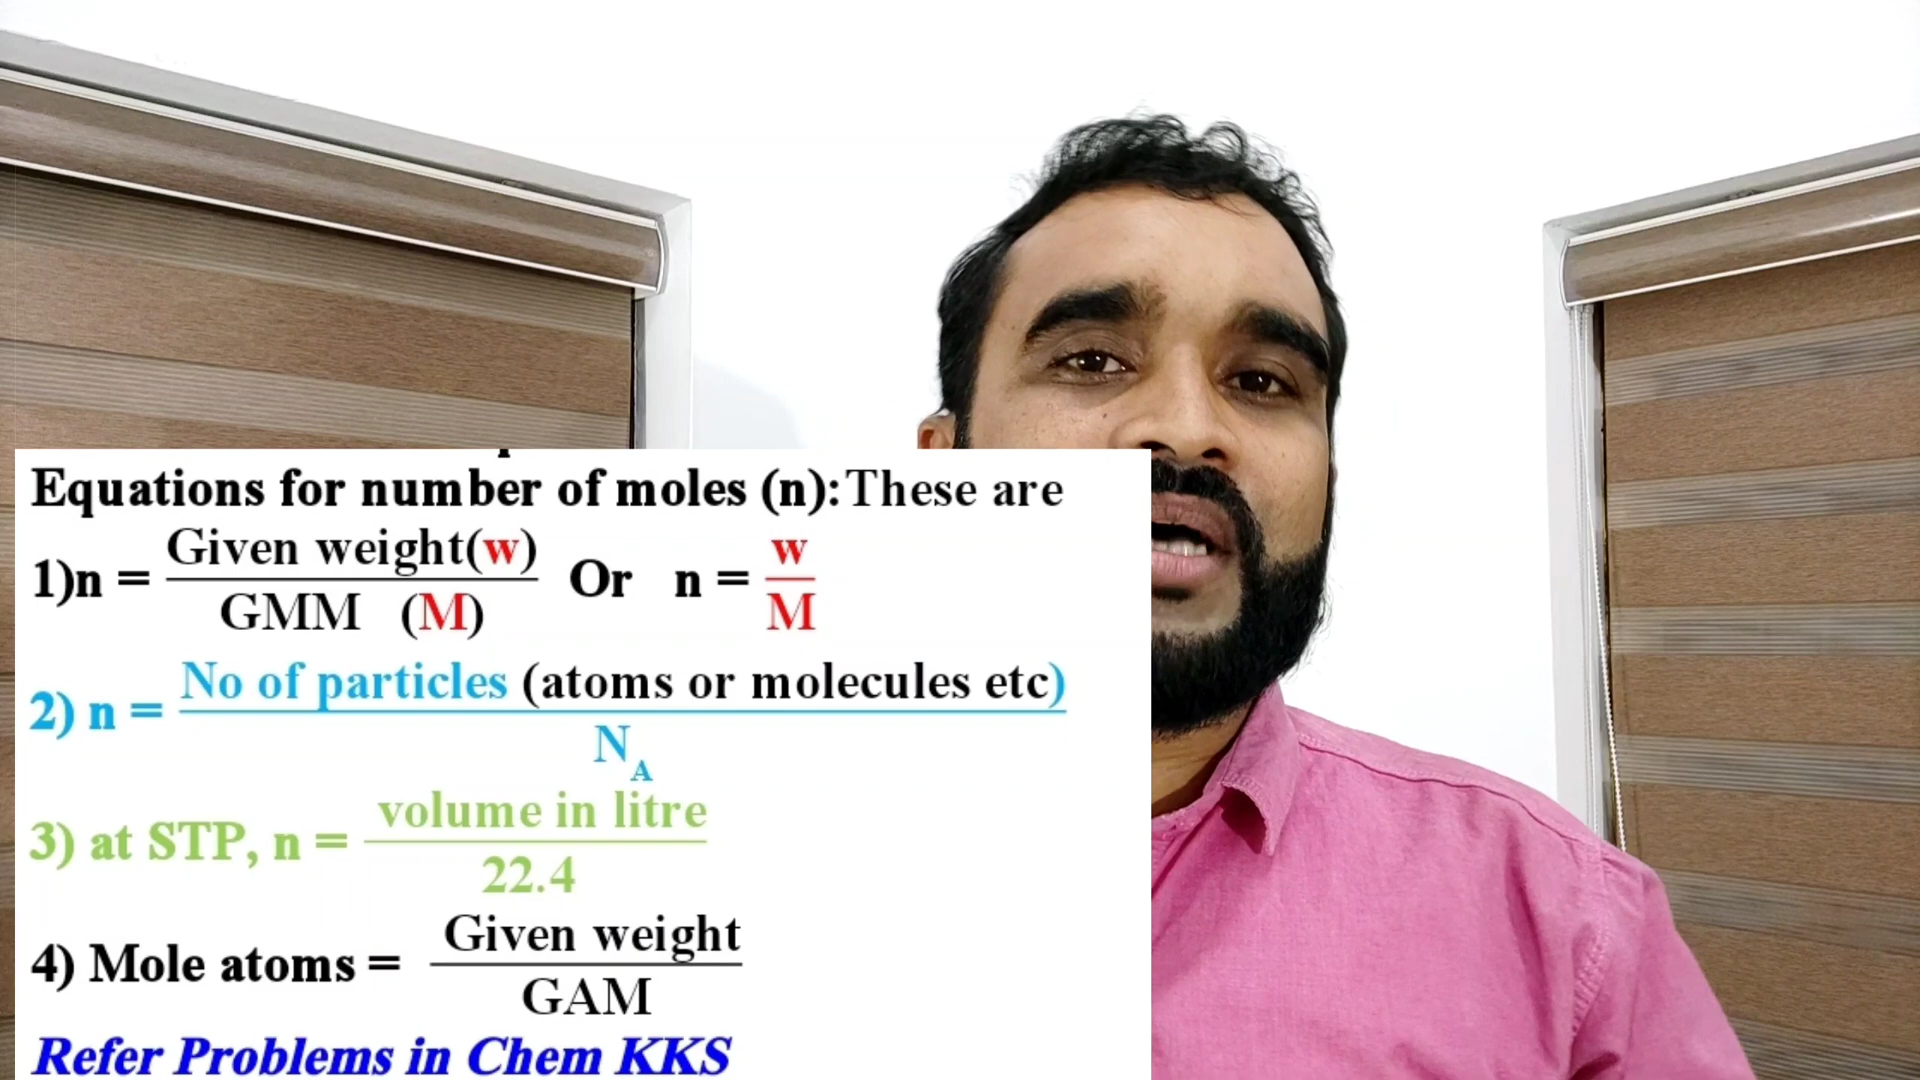 Equations for number of moles (n):These are
1)n = Given weight(w) / GMM (M) Or n = w / M
2) n = No of particles (atoms or molecules etc) / N_A
3) at STP, n = volume in litre / 22.4
4) Mole atoms = Given weight / GAM
Refer Problems in Chem KKS